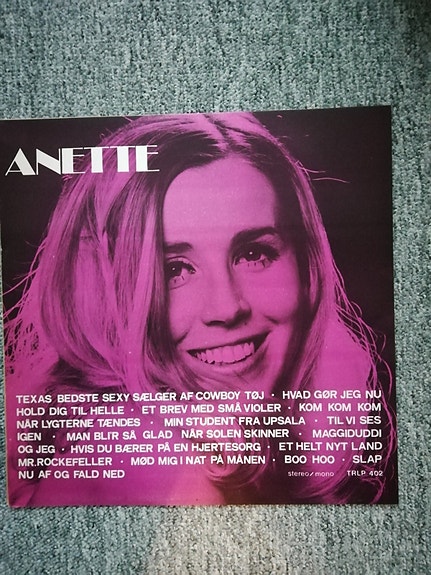 ANETTE
TEXAS BEDSTE SEXY SÆLGER AF COWBOY TØJ · HVAD GØR JEG NU
HOLD DIG TIL HELLE · ET BREV MED SMÅ VIOLER · KOM KOM KOM
NÅR LYGTERNE TÆNDES · MIN STUDENT FRA UPSALA · TIL VI SES
IGEN · MAN BLIR SÅ GLAD NÅR SOLEN SKINNER · MAGGIDUDDI
OG JEG · HVIS DU BÆRER PÅ EN HJERTESORG · ET HELT NYT LAND
MR.ROCKEFELLER · MØD MIG I NAT PÅ MÅNEN · BOO HOO · SLAP
NU AF OG FALD NED stereo/mono TRLP 402